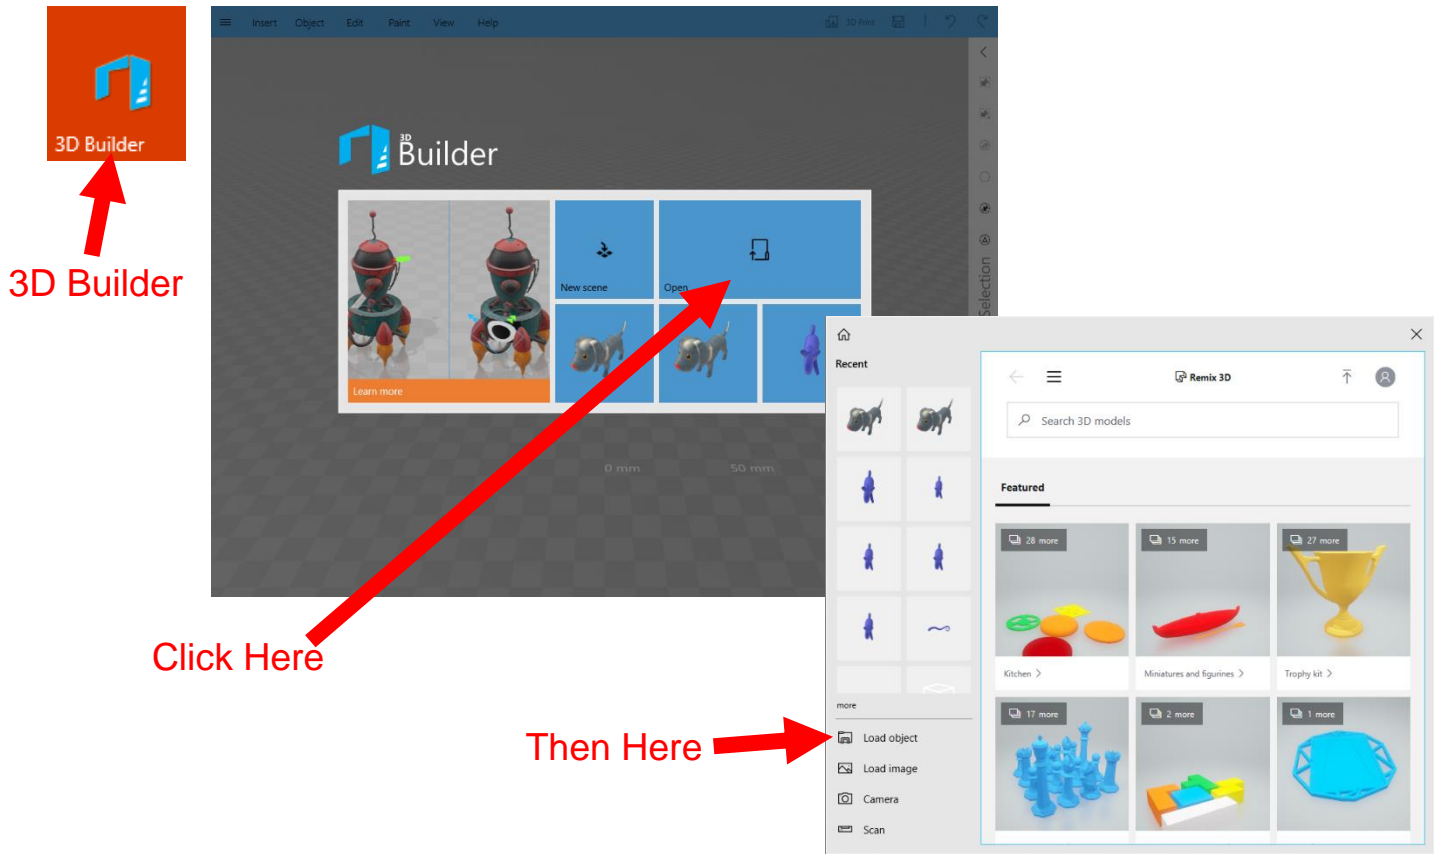 3D Builder
3D Builder
Insert Object Edit Paint View Help
3D Print
3D
Builder
Learn more
New scene
Open
0 mm
50 mm
Selection
Click Here
Then Here
Recent
more
Load object
Load image
Camera
Scan
Remix 3D
Search 3D models
Featured
28 more
15 more
27 more
Kitchen >
Miniatures and figurines >
Trophy kit >
17 more
2 more
1 more